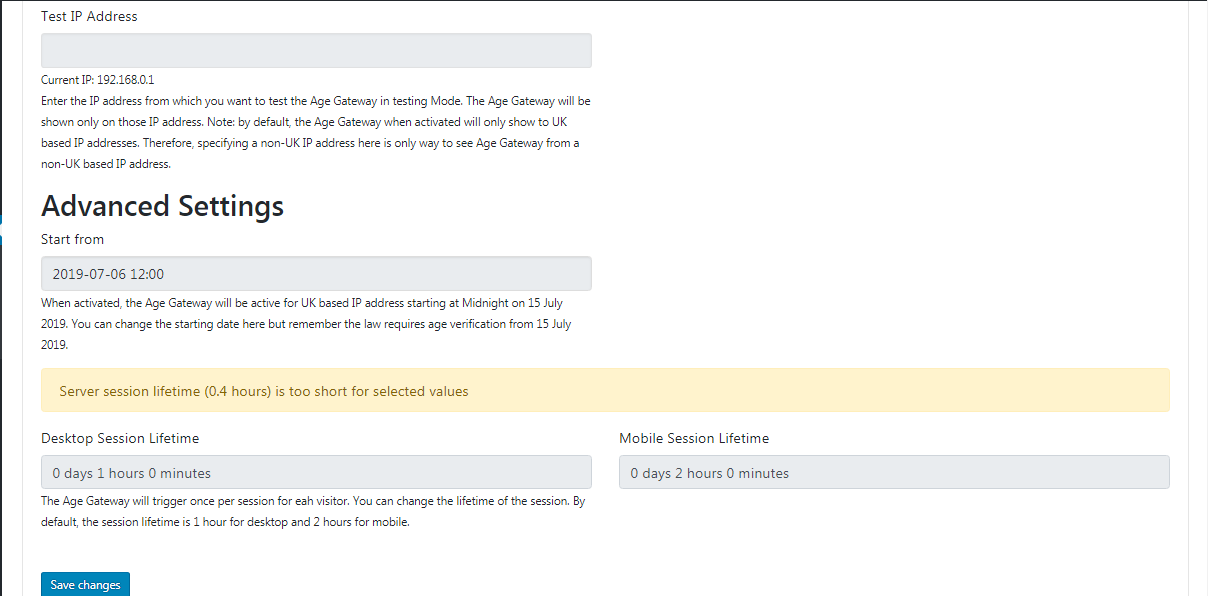 Test IP Address
Current IP: 192.168.0.1
Enter the IP address from which you want to test the Age Gateway in testing Mode. The Age Gateway will be
shown only on those IP address. Note: by default, the Age Gateway when activated will only show to UK
based IP addresses. Therefore, specifying a non-UK IP address here is only way to see Age Gateway from a
non-UK based IP address.
Advanced Settings
Start from
2019-07-06 12:00
When activated, the Age Gateway will be active for UK based IP address starting at Midnight on 15 July
2019. You can change the starting date here but remember the law requires age verification from 15 July
2019.
Server session lifetime (0.4 hours) is too short for selected values
Desktop Session Lifetime
Mobile Session Lifetime
0 days 1 hours 0 minutes
0 days 2 hours 0 minutes
The Age Gateway will trigger once per session for eah visitor. You can change the lifetime of the session. By
default, the session lifetime is 1 hour for desktop and 2 hours for mobile.
Save changes